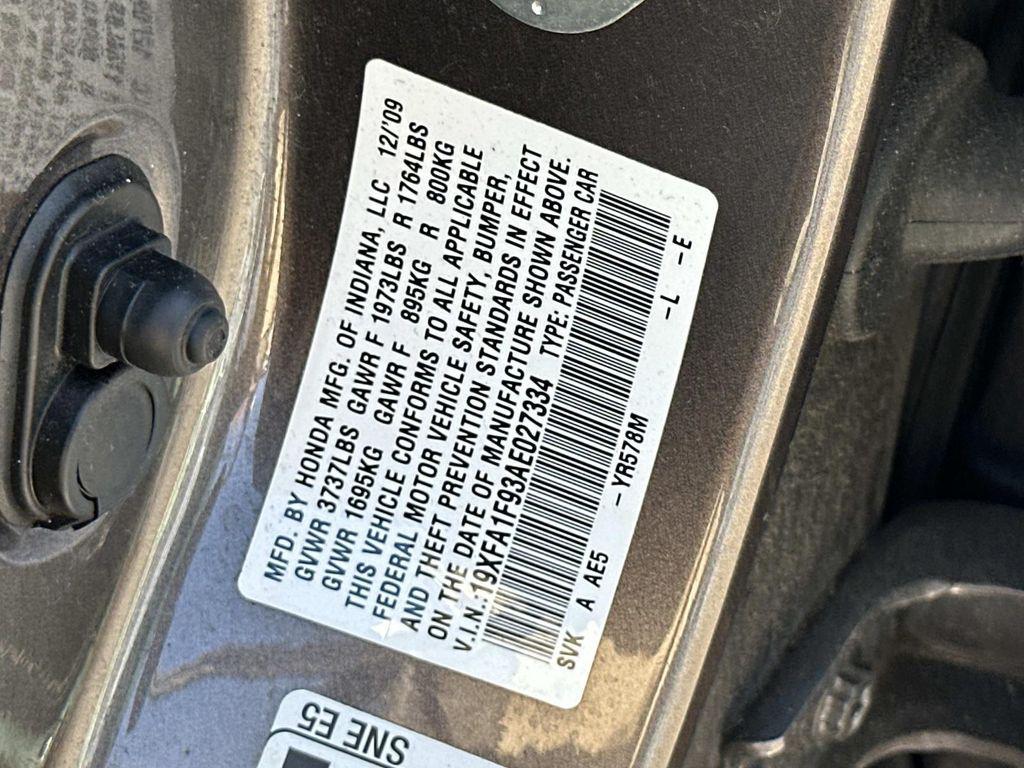 MFD. BY HONDA MFG. OF INDIANA, LLC 12/'09
GVWR 3737LBS GAWR F 1973LBS R 1764LBS
GVWR 1695KG GAWR F 895KG R 800KG
THIS VEHICLE CONFORMS TO ALL APPLICABLE
FEDERAL MOTOR VEHICLE SAFETY, BUMPER,
AND THEFT PREVENTION STANDARDS IN EFFECT
ON THE DATE OF MANUFACTURE SHOWN ABOVE.
V.I.N.:19XFA1F93AE027334 TYPE: PASSENGER CAR
SVK A AE5 -YR578M -L -E
SNE E5